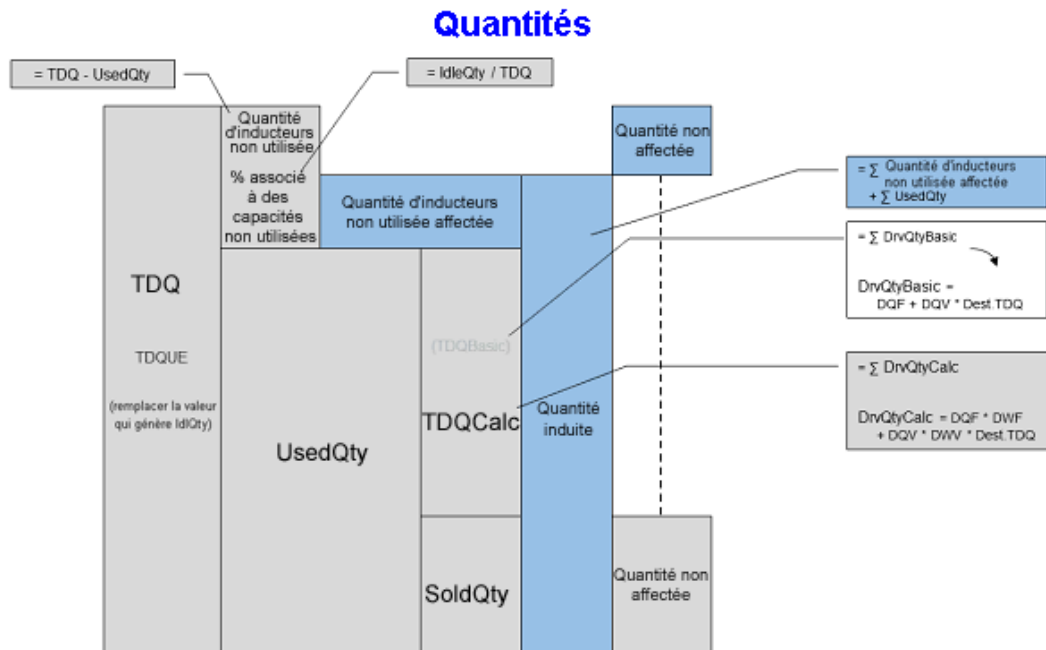 Quantités
= TDQ - UsedQty
= IdleQty / TDQ
Quantité
d'inducteurs
non utilisée
% associé
à des
capacités
non utilisées
Quantité non
affectée
Quantité d'inducteurs
non utilisée affectée
= ∑ Quantité d'inducteurs
non utilisée affectée
+ ∑ UsedQty
= ∑ DrvQtyBasic
DrvQtyBasic =
DQF + DQV * Dest.TDQ
TDQ
TDQUE
(remplacer la valeur
qui génère IdlQty)
UsedQty
(TDQBasic)
TDQCalc
Quantité
induite
= ∑ DrvQtyCalc
DrvQtyCalc = DQF * DWF
+ DQV * DWV * Dest.TDQ
SoldQty
Quantité non
affectée